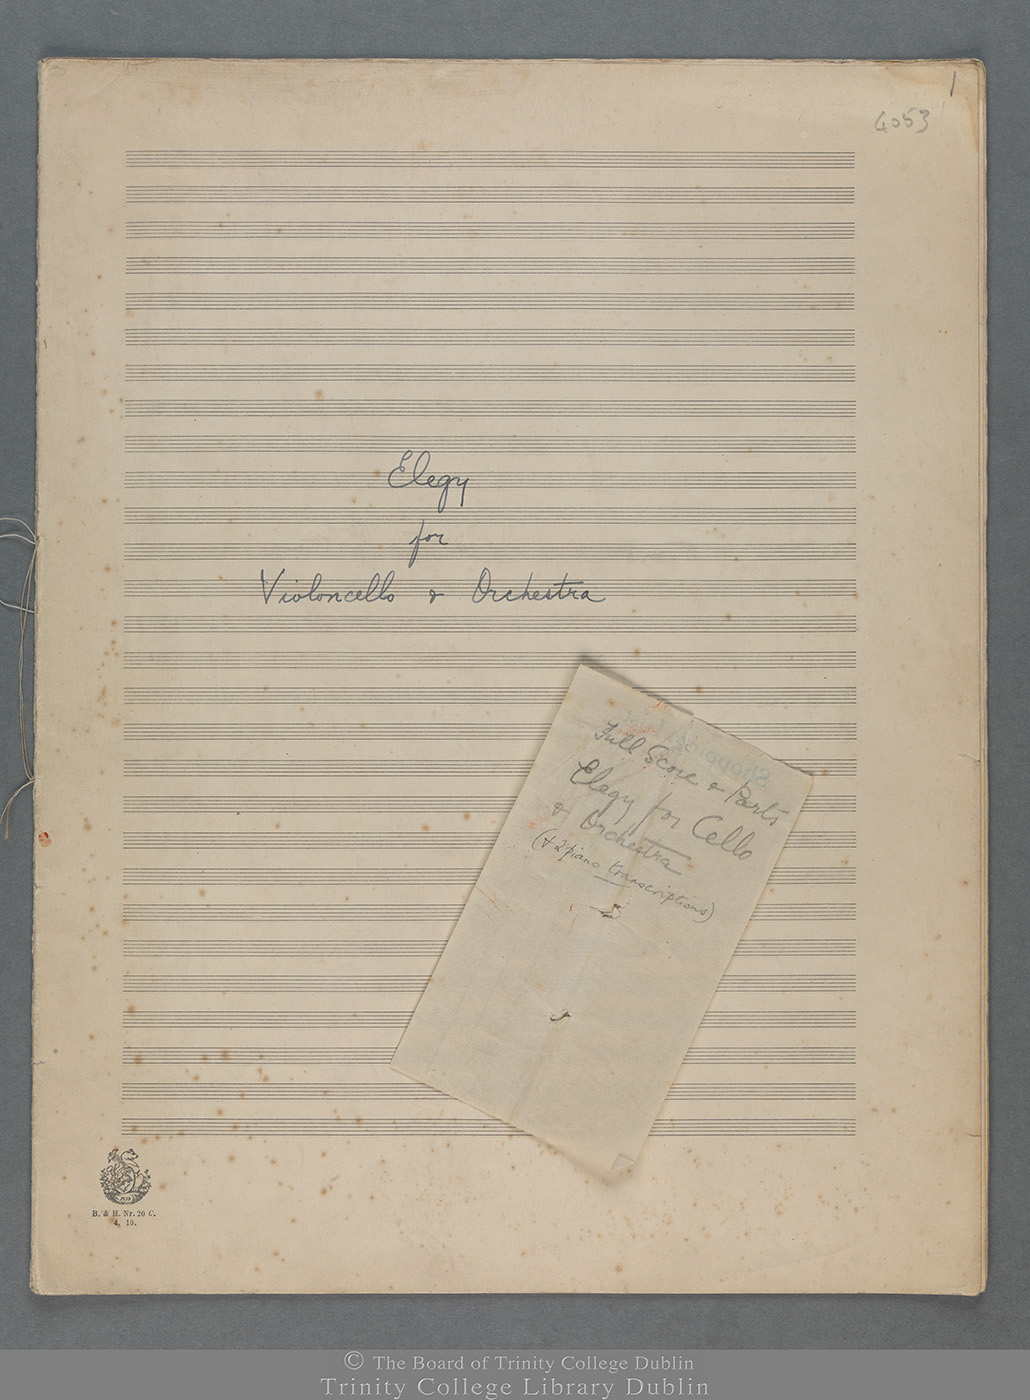 1
4053
Elegy
for
Violoncello & Orchestra
Shopping List
Full Score & Parts
Elegy for Cello
& Orchestra
(+ 2 piano transcriptions)
B. & H. Nr. 20 C.
4. 10.
© The Board of Trinity College Dublin
Trinity College Library Dublin